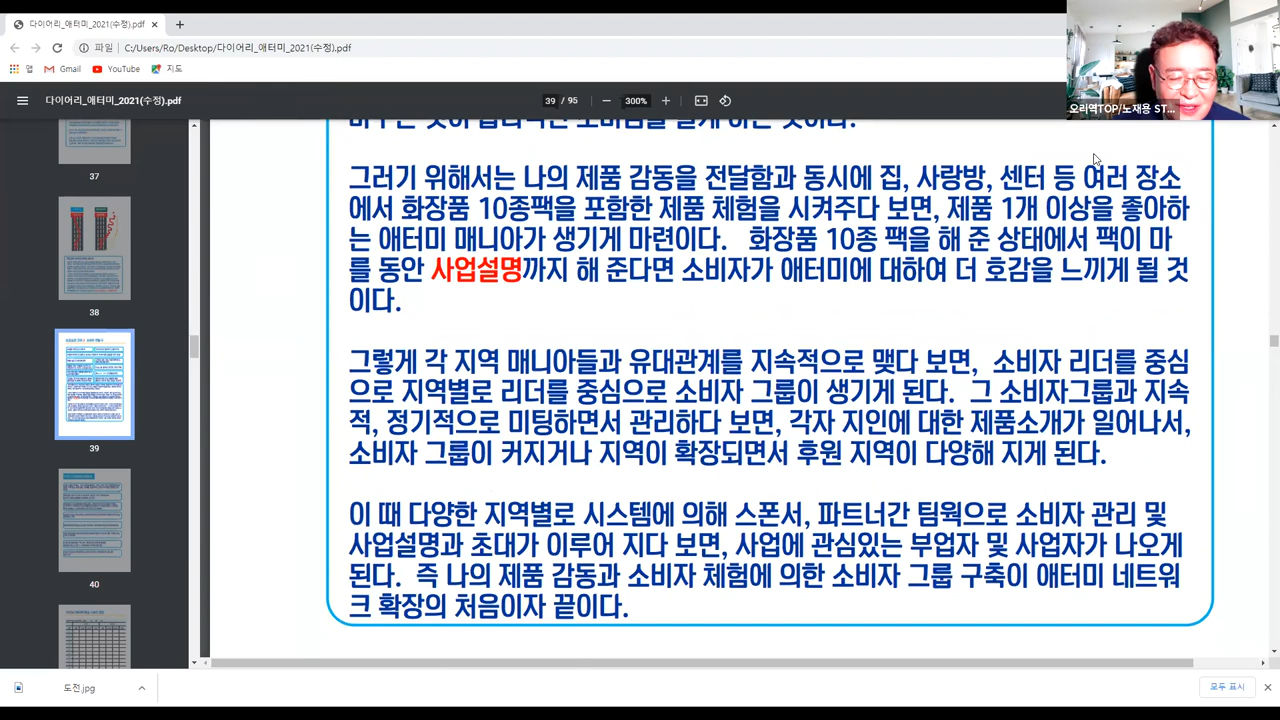 다이어리_애터미_2021(수정).pdf
파일 C:/Users/Ro/Desktop/다이어리_애터미_2021(수정).pdf
앱 Gmail YouTube 지도
다이어리_애터미_2021(수정).pdf 39 / 95 300%
오리역TOP/노재용 ST...
그러기 위해서는 나의 제품 감동을 전달함과 동시에 집, 사랑방, 센터 등 여러 장소
에서 화장품 10종팩을 포함한 제품 체험을 시켜주다 보면, 제품 1개 이상을 좋아하
는 애터미 매니아가 생기게 마련이다. 화장품 10종 팩을 해 준 상태에서 팩이 마
를 동안 사업설명까지 해 준다면 소비자가 애터미에 대하여 더 호감을 느끼게 될 것
이다.
그렇게 각 지역 매니아들과 유대관계를 지속적으로 맺다 보면, 소비자 리더를 중심
으로 지역별로 리더를 중심으로 소비자 그룹이 생기게 된다. 그 소비자그룹과 지속
적, 정기적으로 미팅하면서 관리하다 보면, 각자 지인에 대한 제품소개가 일어나서,
소비자 그룹이 커지거나 지역이 확장되면서 후원 지역이 다양해 지게 된다.
이 때 다양한 지역별로 시스템에 의해 스폰서, 파트너간 팀웍으로 소비자 관리 및
사업설명과 초대가 이루어 지다 보면, 사업에 관심있는 부업자 및 사업자가 나오게
된다. 즉 나의 제품 감동과 소비자 체험에 의한 소비자 그룹 구축이 애터미 네트워
크 확장의 처음이자 끝이다.
37
38
39
40
도전.jpg
모두 표시